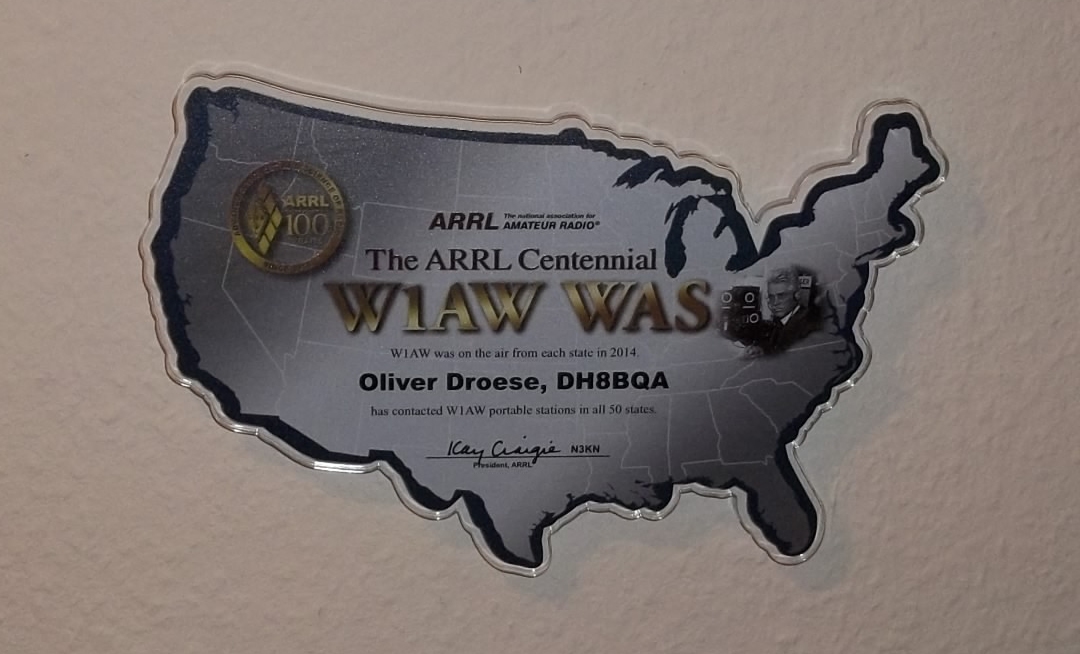 ARRL
100
ARRL The national association for
AMATEUR RADIO®
The ARRL Centennial
W1AW WAS
W1AW was on the air from each state in 2014.
Oliver Droese, DH8BQA
has contacted W1AW portable stations in all 50 states.
Kay Craigie N3KN
President, ARRL